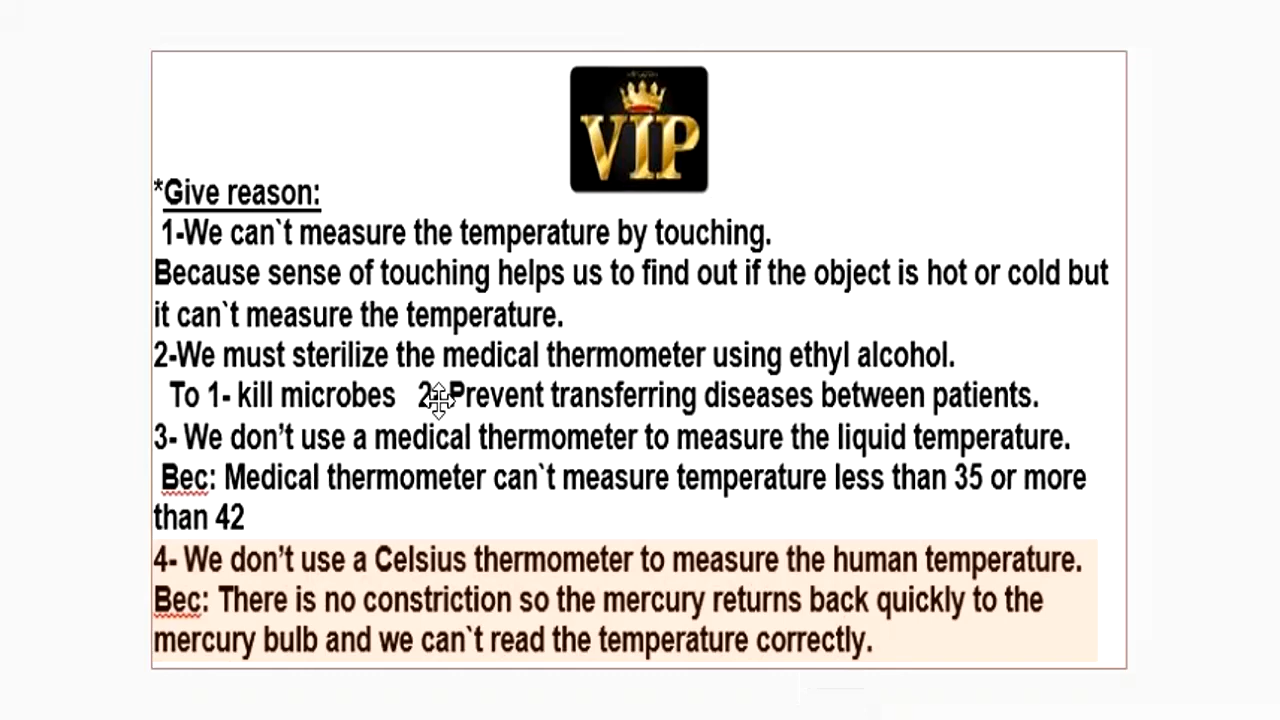 VIP
*Give reason:
1-We can`t measure the temperature by touching.
Because sense of touching helps us to find out if the object is hot or cold but
it can`t measure the temperature.
2-We must sterilize the medical thermometer using ethyl alcohol.
To 1- kill microbes 2- Prevent transferring diseases between patients.
3- We don’t use a medical thermometer to measure the liquid temperature.
Bec: Medical thermometer can`t measure temperature less than 35 or more
than 42
4- We don’t use a Celsius thermometer to measure the human temperature.
Bec: There is no constriction so the mercury returns back quickly to the
mercury bulb and we can`t read the temperature correctly.